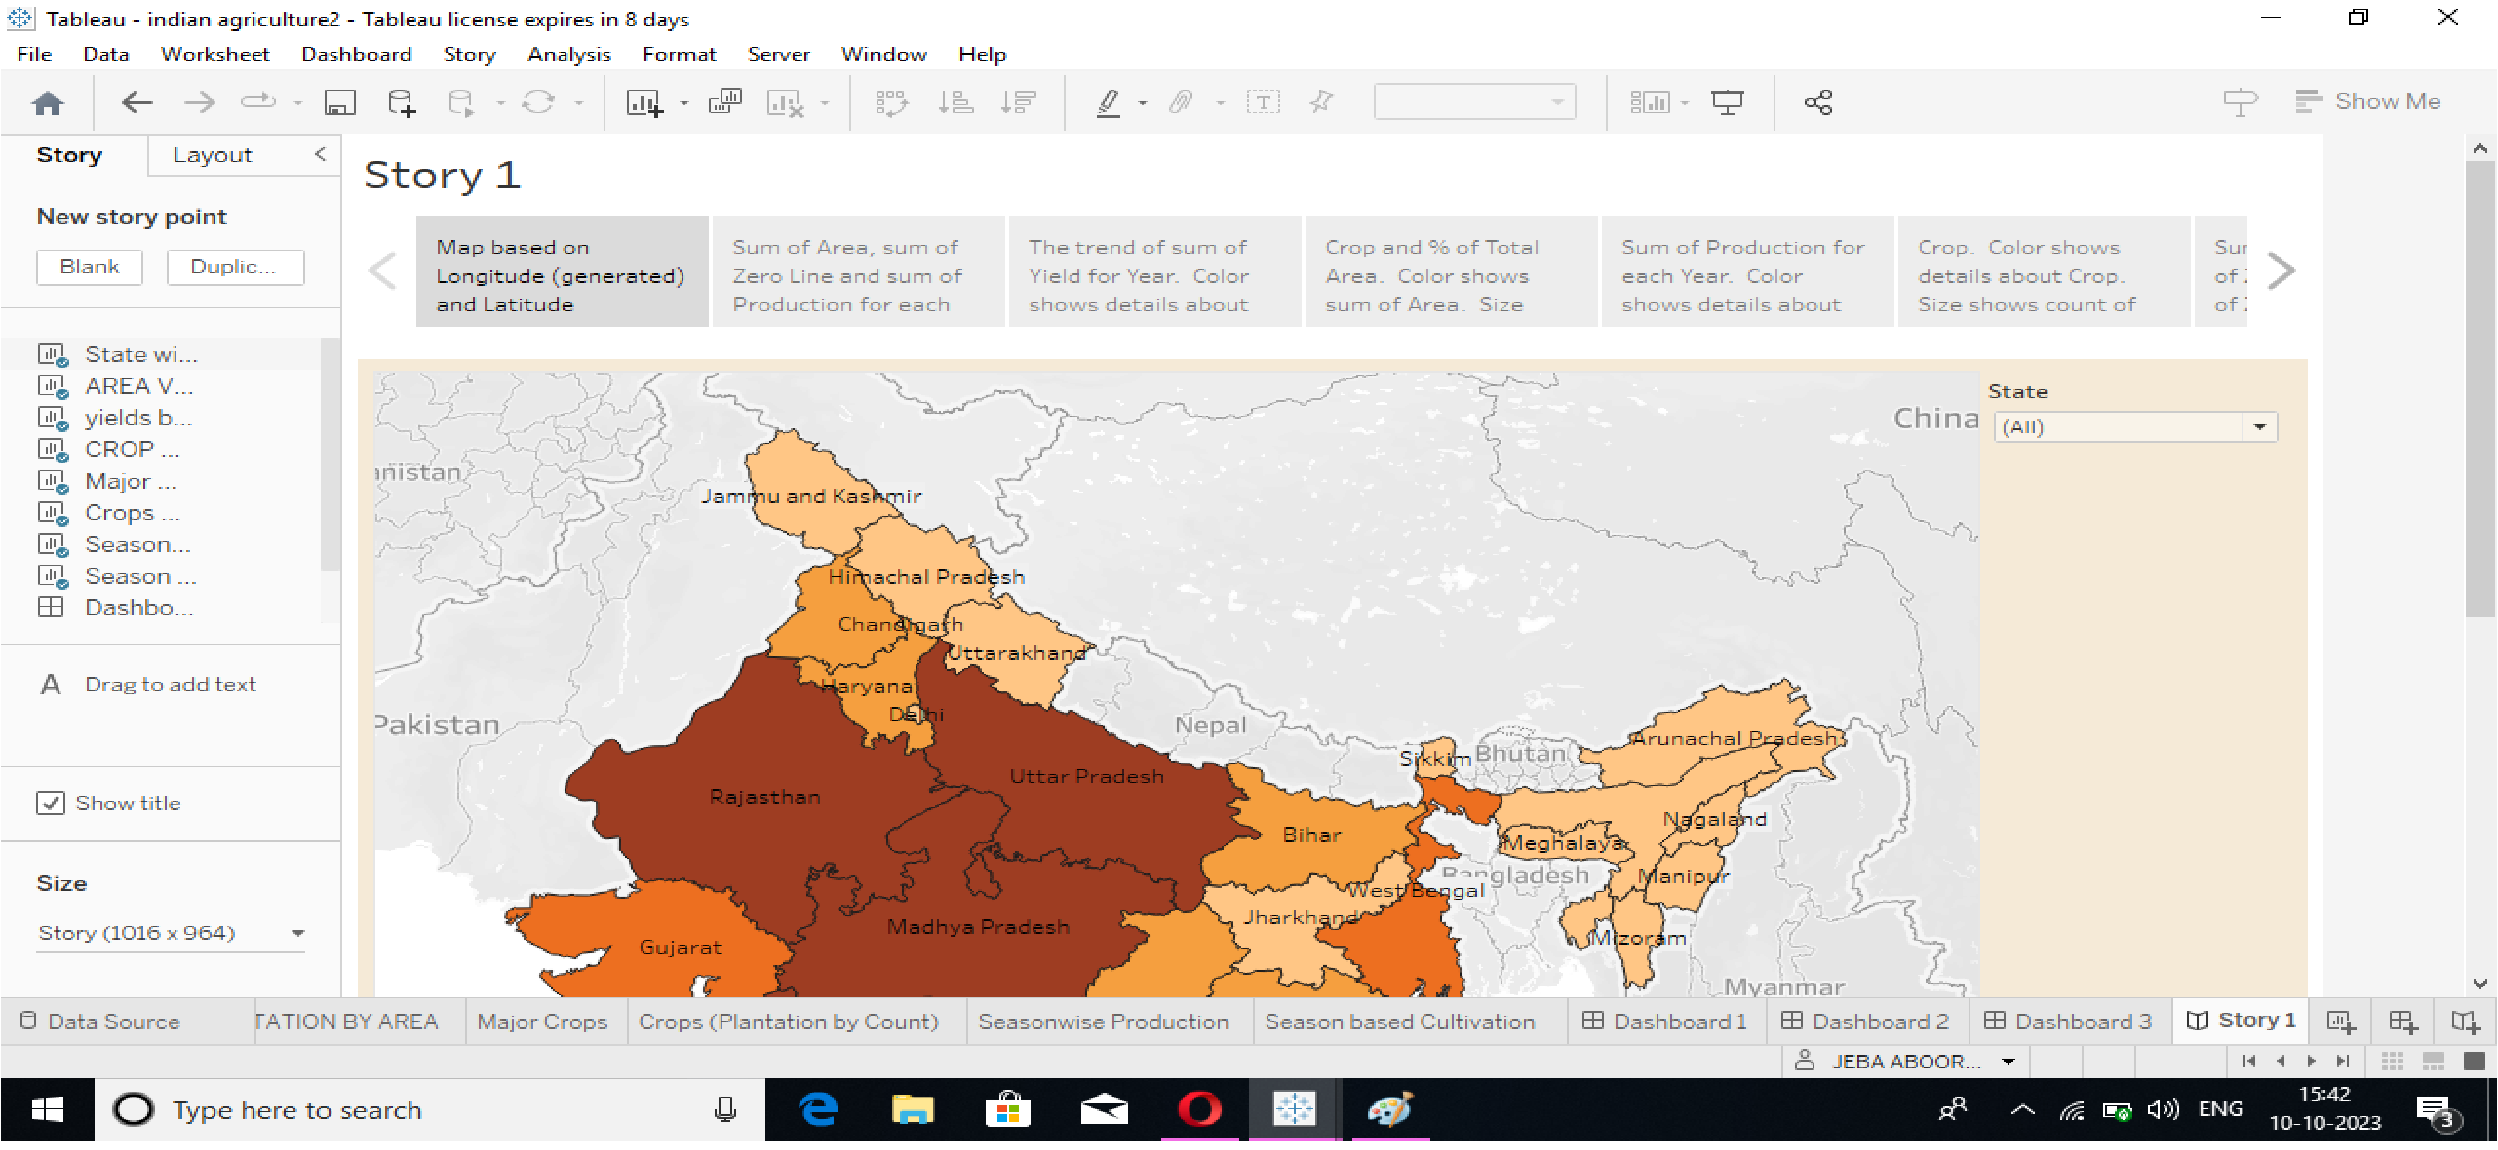 Tableau - indian agriculture2 - Tableau license expires in 8 days
File Data Worksheet Dashboard Story Analysis Format Server Window Help
Show Me
Story Layout
New story point
Blank Duplic...
State wi...
AREA V...
yields b...
CROP ...
Major ...
Crops ...
Season...
Season ...
Dashbo...
A Drag to add text
Show title
Size
Story (1016 x 964)
Story 1
Map based on
Longitude (generated)
and Latitude
Sum of Area, sum of
Zero Line and sum of
Production for each
The trend of sum of
Yield for Year. Color
shows details about
Crop and % of Total
Area. Color shows
sum of Area. Size
Sum of Production for
each Year. Color
shows details about
Crop. Color shows
details about Crop.
Size shows count of
Sur
of
of
State
(All)
China
anistan
Jammu and Kashmir
Himachal Pradesh
Chandigarh
Uttarakhand
Haryana
Delhi
Pakistan
Nepal
Arunachal Pradesh
Sikkim
Bhutan
Uttar Pradesh
Rajasthan
Nagaland
Bihar
Meghalaya
Bangladesh
Manipur
West Bengal
Jharkhand
Madhya Pradesh
Mizoram
Gujarat
Myanmar
Data Source TATION BY AREA Major Crops Crops (Plantation by Count) Seasonwise Production Season based Cultivation Dashboard 1 Dashboard 2 Dashboard 3 Story 1
JEBA ABOOR...
Type here to search
ENG
15:42
10-10-2023
3